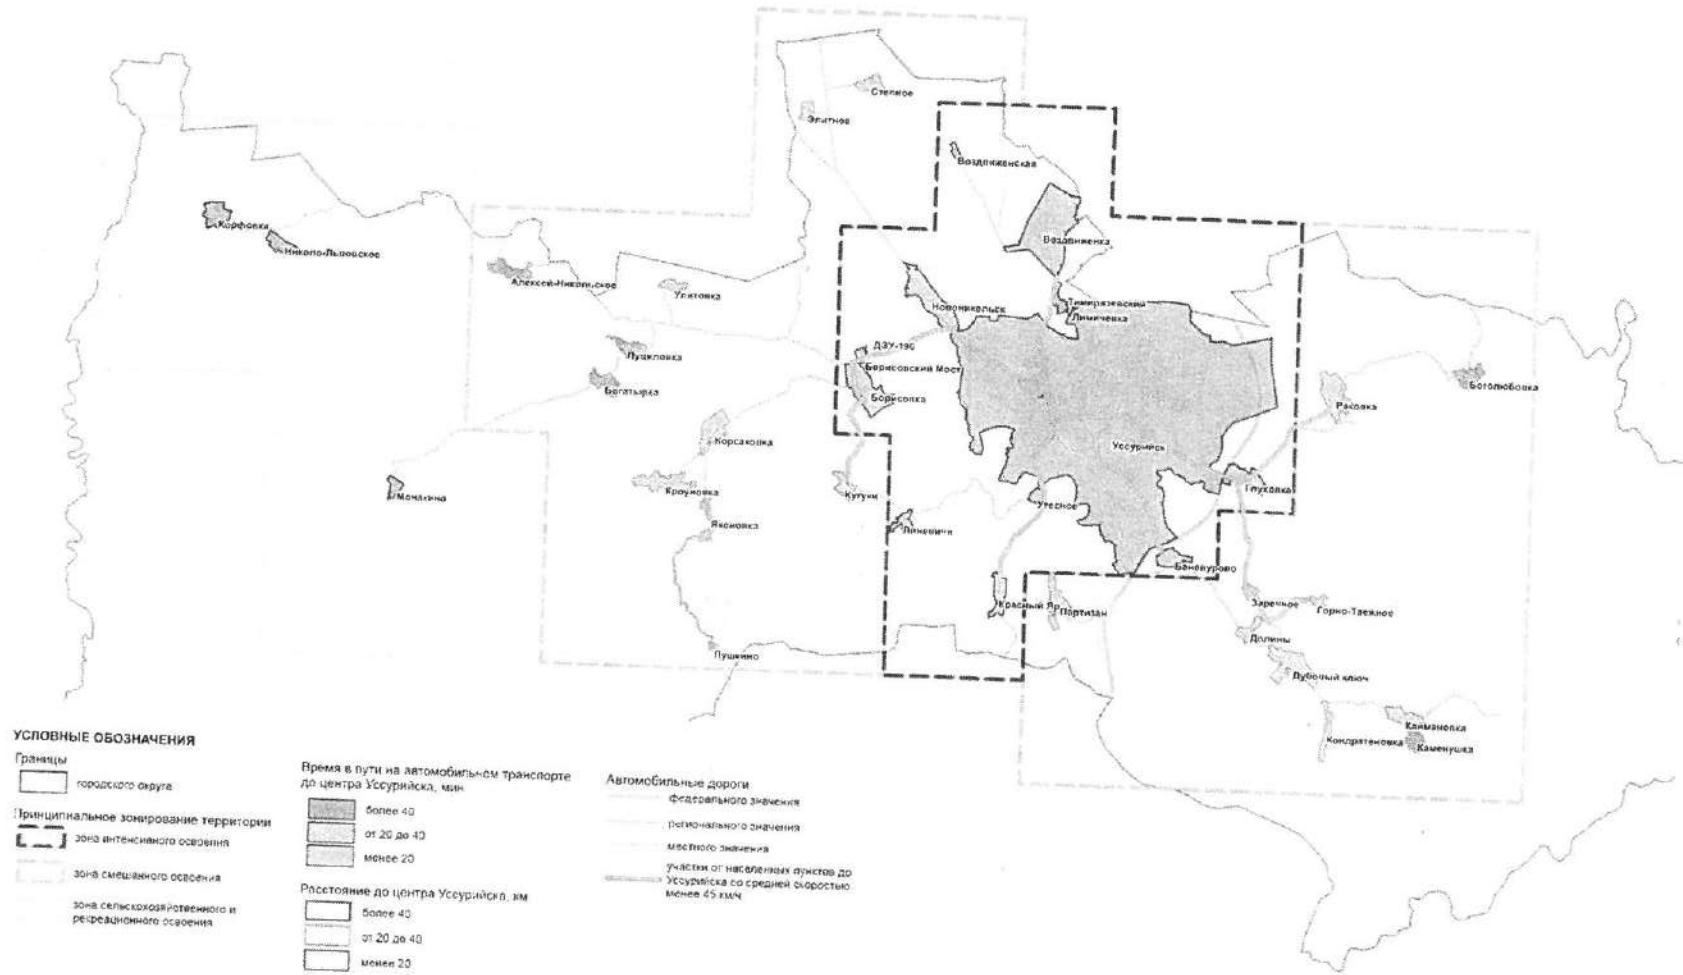 Степное
Элитное
Воздвиженская
Корфовка
Николо-Львовское
Воздвиженка
Алексей-Никольское
Улитовка
Новоникольск
Тимирязевский
Лимичевка
ДЗУ-196
Борисовский Мост
Пуциловка
Богатырка
Борисовка
Боголюбовка
Раковка
Корсаковка
Уссурийск
Монакино
Кроуновка
Кугуки
Утесное
Глуховка
Яконовка
Линевичи
Баневурово
Красный Яр
Партизан
Заречное
Горно-Таежное
Долины
Пушкино
Дубовый ключ
Каймановка
Кондратеновка
Каменушка
УСЛОВНЫЕ ОБОЗНАЧЕНИЯ
Границы
городского округа
Принципиальное зонирование территории
зона интенсивного освоения
зона смешанного освоения
зона сельскохозяйственного и
рекреационного освоения
Время в пути на автомобильном транспорте
до центра Уссурийска, мин
более 40
от 20 до 40
менее 20
Расстояние до центра Уссурийска, км
более 40
от 20 до 40
менее 20
Автомобильные дороги
федерального значения
регионального значения
местного значения
участки от населенных пунктов до
Уссурийска со средней скоростью
менее 45 км/ч